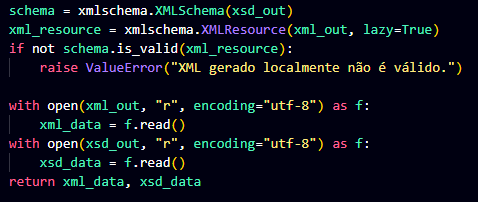 schema = xmlschema.XMLSchema(xsd_out)
xml_resource = xmlschema.XMLResource(xml_out, lazy=True)
if not schema.is_valid(xml_resource):
    raise ValueError("XML gerado localmente não é válido.")

with open(xml_out, "r", encoding="utf-8") as f:
    xml_data = f.read()
with open(xsd_out, "r", encoding="utf-8") as f:
    xsd_data = f.read()
return xml_data, xsd_data